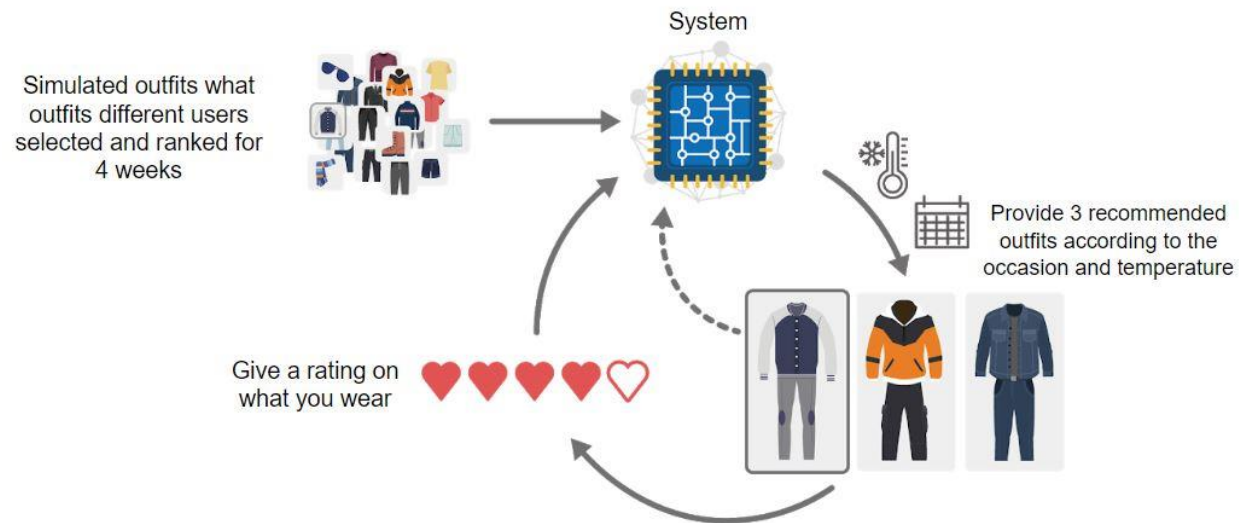 System
Simulated outfits what
outfits different users
selected and ranked for
4 weeks
Provide 3 recommended
outfits according to the
occasion and temperature
Give a rating on
what you wear